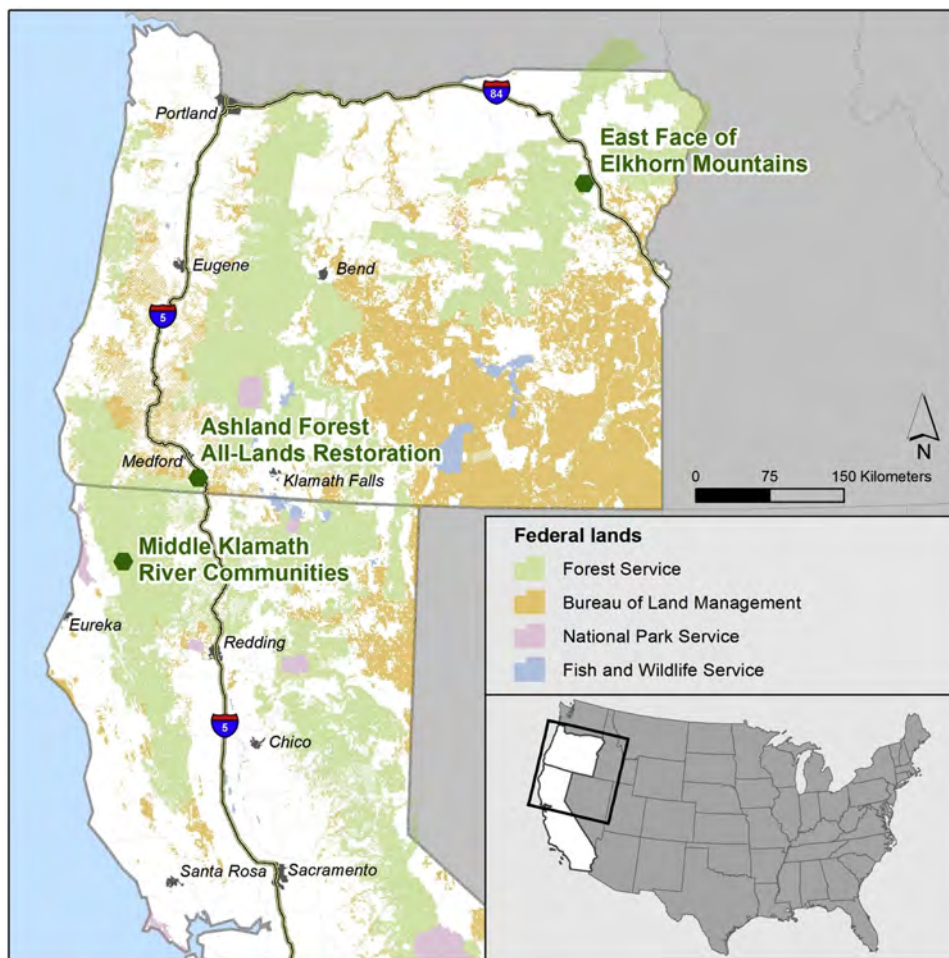 Portland
84
East Face of
Elkhorn Mountains
Eugene
Bend
5
Ashland Forest
All-Lands Restoration
Medford
Klamath Falls
N
0 75 150 Kilometers
Middle Klamath
River Communities
Eureka
Redding
5
Chico
Santa Rosa
Sacramento
Federal lands
Forest Service
Bureau of Land Management
National Park Service
Fish and Wildlife Service